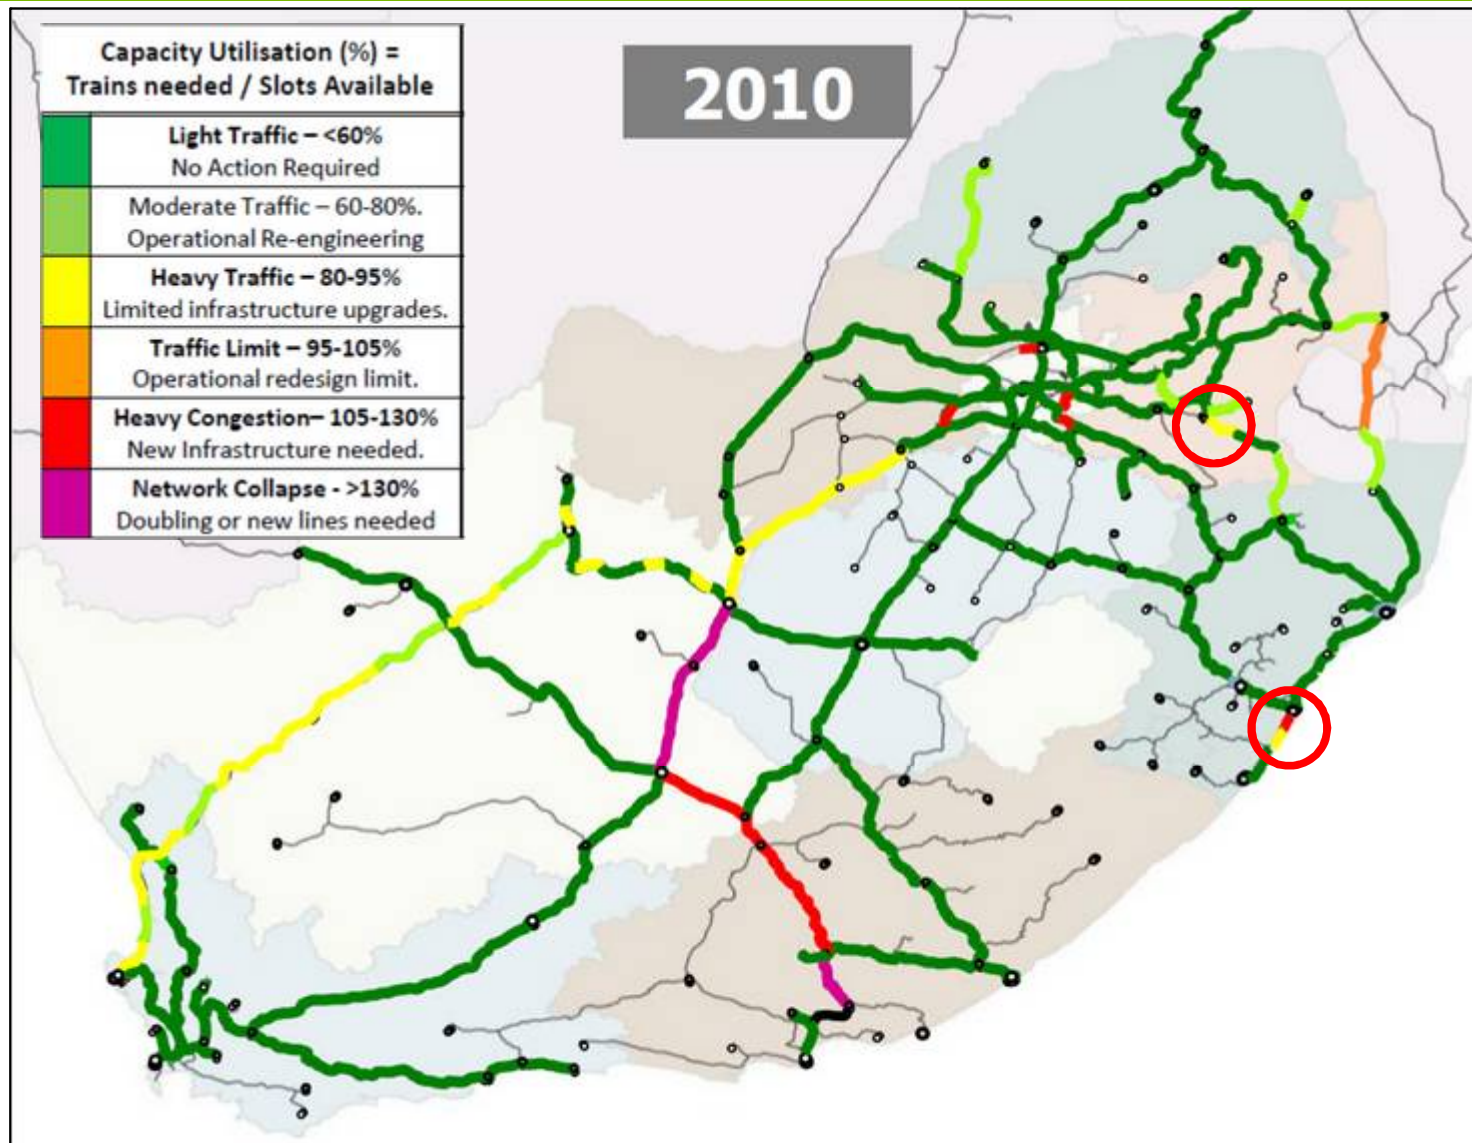 Capacity Utilisation (%) =
Trains needed / Slots Available
Light Traffic – <60%
No Action Required
Moderate Traffic – 60-80%.
Operational Re-engineering
Heavy Traffic – 80-95%
Limited infrastructure upgrades.
Traffic Limit – 95-105%
Operational redesign limit.
Heavy Congestion– 105-130%
New Infrastructure needed.
Network Collapse - >130%
Doubling or new lines needed
2010